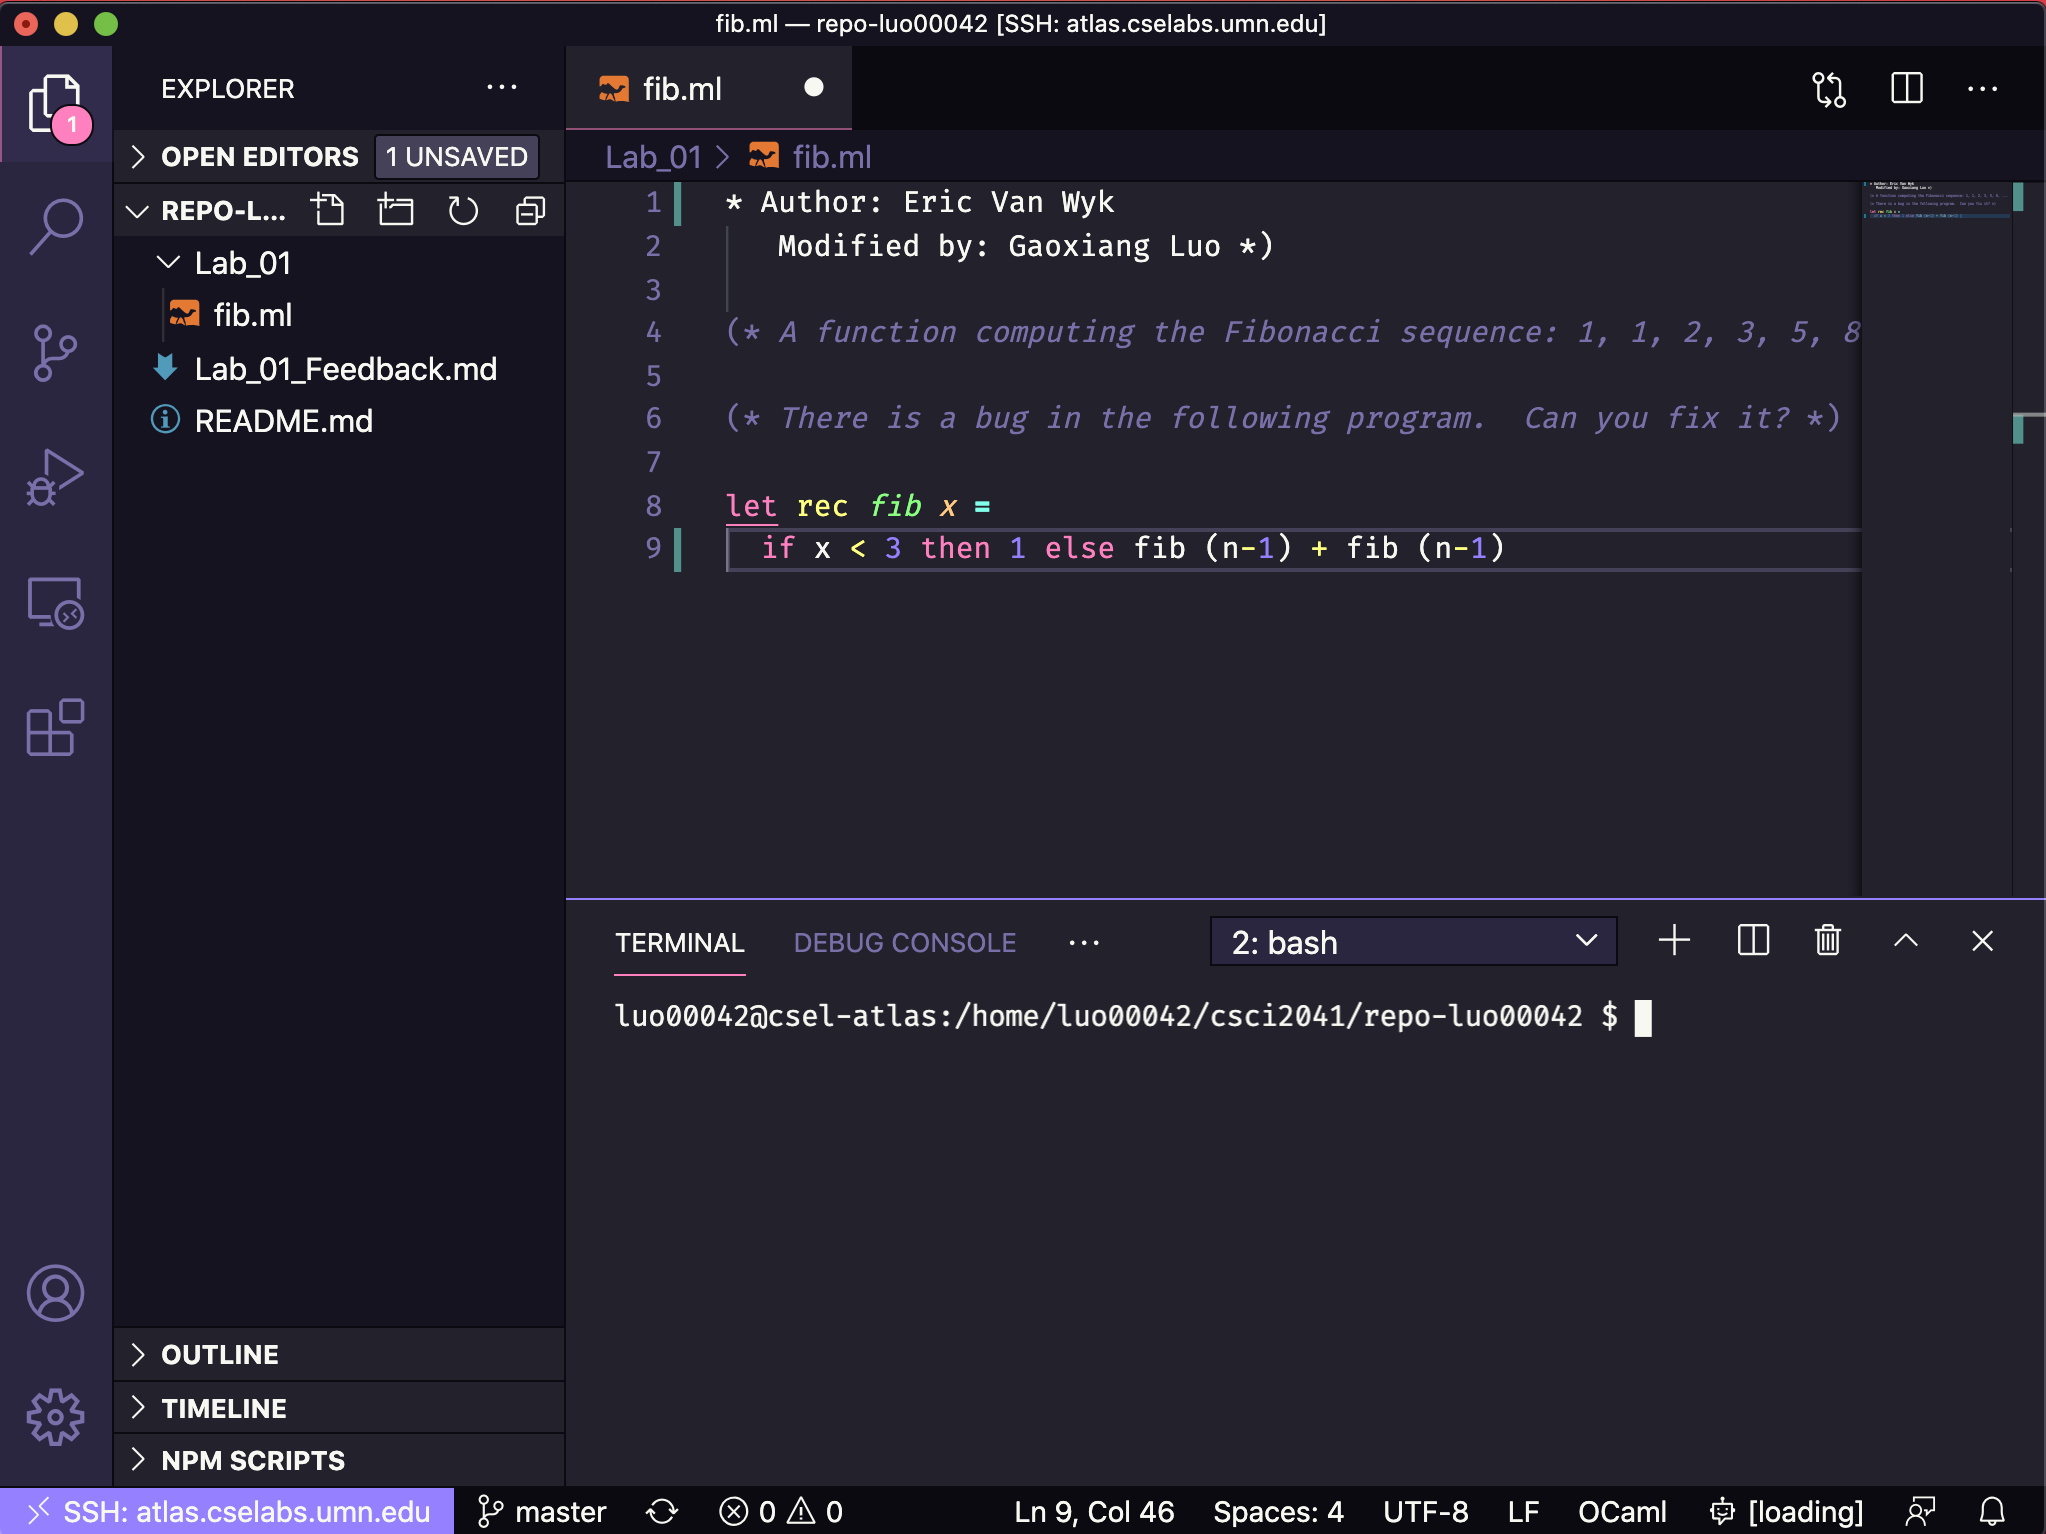 fib.ml — repo-luo00042 [SSH: atlas.cselabs.umn.edu]
1
EXPLORER
OPEN EDITORS 1 UNSAVED
REPO-L...
Lab_01
fib.ml
Lab_01_Feedback.md
README.md
OUTLINE
TIMELINE
NPM SCRIPTS
fib.ml
Lab_01 > fib.ml
1 * Author: Eric Van Wyk
2 Modified by: Gaoxiang Luo *)
3
4 (* A function computing the Fibonacci sequence: 1, 1, 2, 3, 5, 8
5
6 (* There is a bug in the following program.  Can you fix it? *)
7
8 let rec fib x =
9 if x < 3 then 1 else fib (n-1) + fib (n-1)
TERMINAL DEBUG CONSOLE ... 2: bash
luo00042@csel-atlas:/home/luo00042/csci2041/repo-luo00042 $
SSH: atlas.cselabs.umn.edu master 0 0 Ln 9, Col 46 Spaces: 4 UTF-8 LF OCaml [loading]